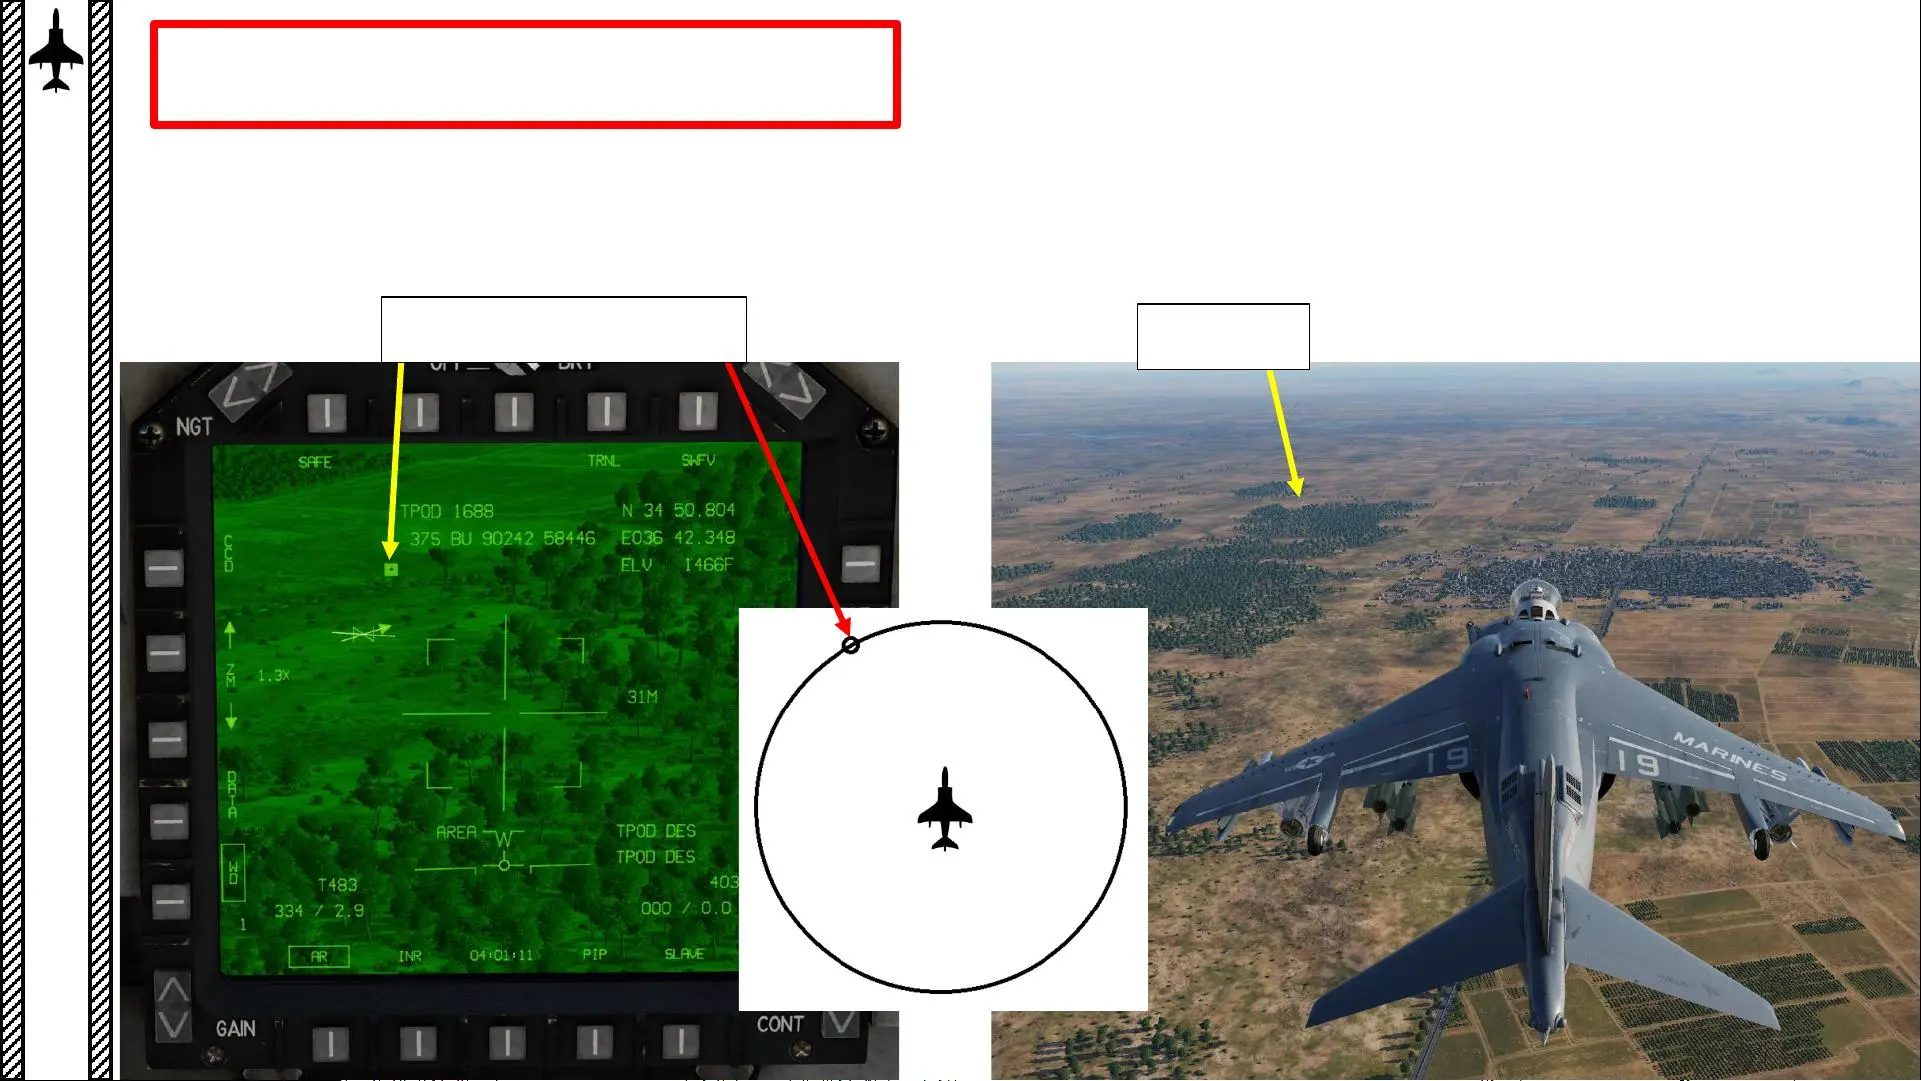 NGT
SAFE
TRNL
SWFV
TPOD 1688
N 34 50.804
37S BU 90242 58446
E036 42.348
ELV 1466F
CCD
ZM
1.3X
31M
DATA
AREA
W
TPOD DES
TPOD DES
WD
T483
403
334 / 2.9
000 / 0.0
1
AR
INR
04:01:11
PIP
SLAVE
GAIN
CONT
19
19
MARINES